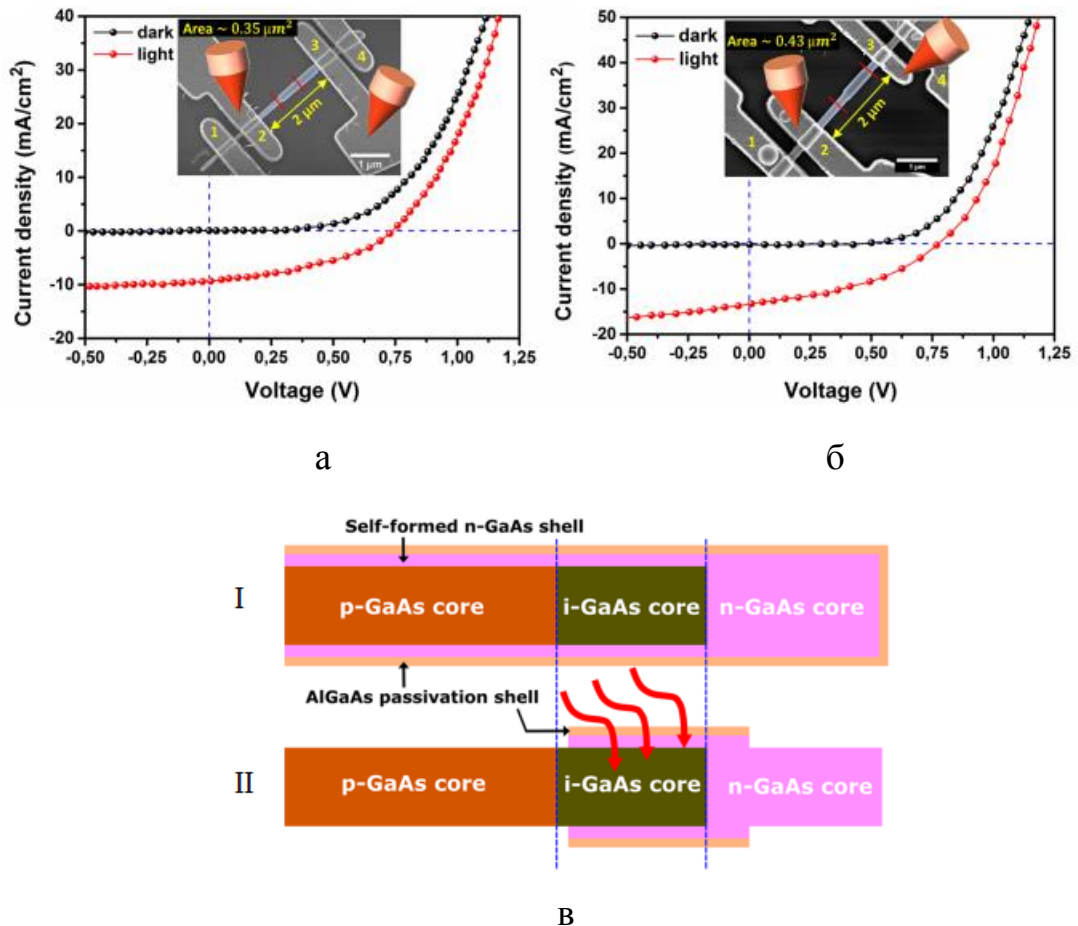 50
40
30
20
10
0
-10
-20
Current density (mA/cm²)
dark
light
Area ~ 0.35 μm²
1
2
3
4
2 μm
1 μm
-0,50 -0,25 0,00 0,25 0,50 0,75 1,00 1,25
Voltage (V)
40
30
20
10
0
-10
-20
Current density (mA/cm²)
dark
light
Area ~ 0.43 μm²
1
2
3
4
2 μm
1 μm
-0,50 -0,25 0,00 0,25 0,50 0,75 1,00 1,25
Voltage (V)
а
б
Self-formed n-GaAs shell
I
p-GaAs core
i-GaAs core
n-GaAs core
AlGaAs passivation shell
II
p-GaAs core
i-GaAs core
n-GaAs core
в